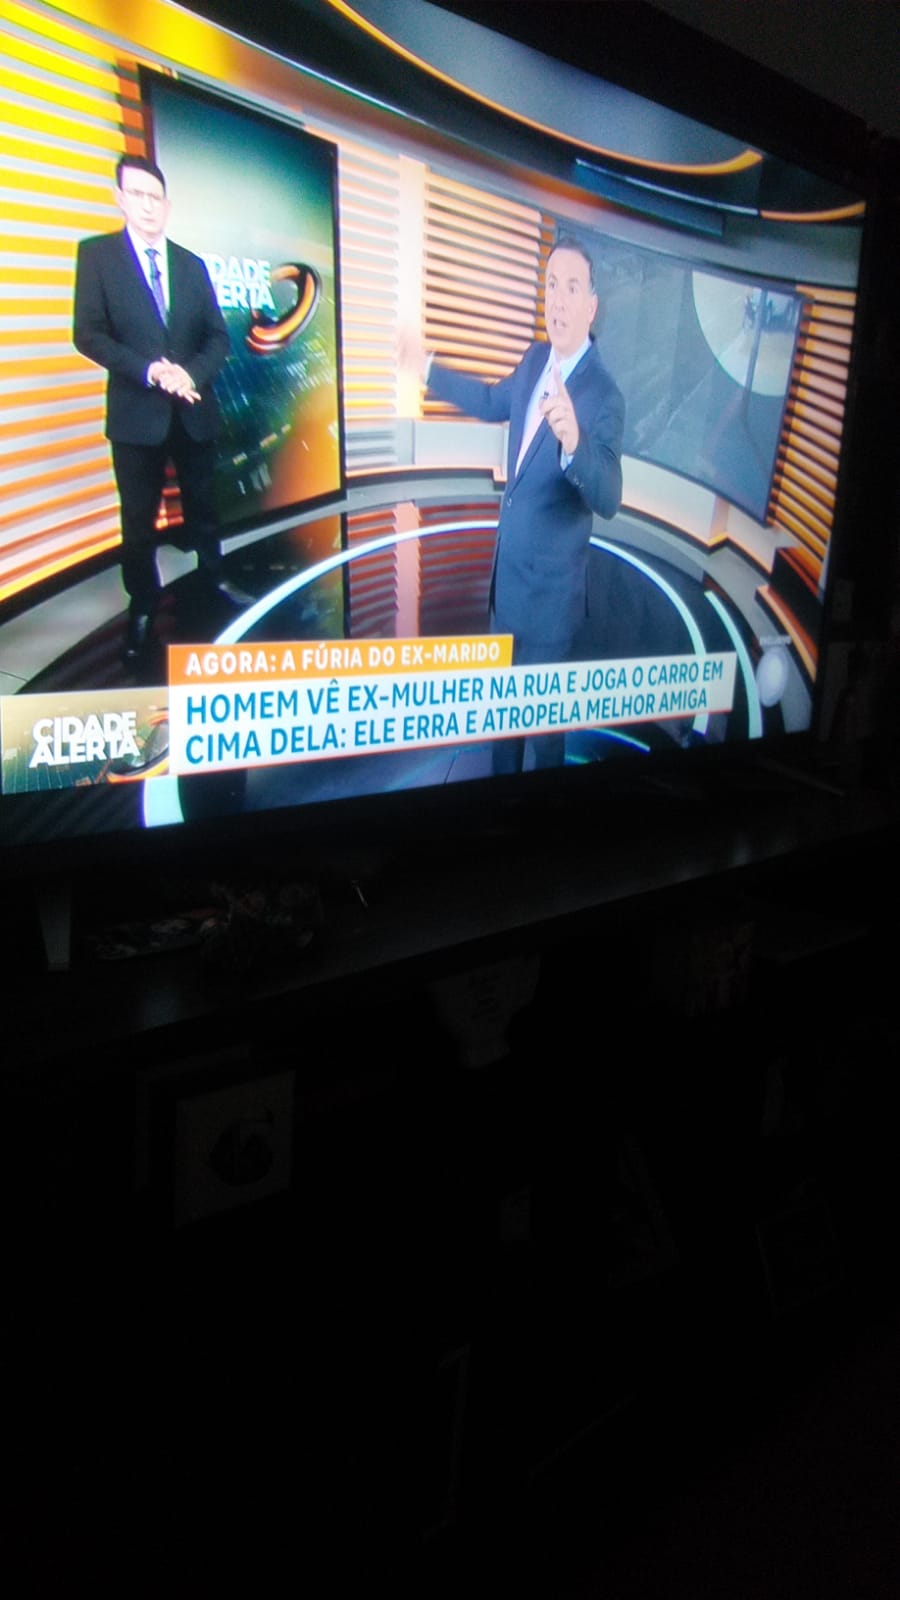 CIDADE
ALERTA
AGORA: A FÚRIA DO EX-MARIDO
HOMEM VÊ EX-MULHER NA RUA E JOGA O CARRO EM
CIMA DELA: ELE ERRA E ATROPELA MELHOR AMIGA
CIDADE
ALERTA